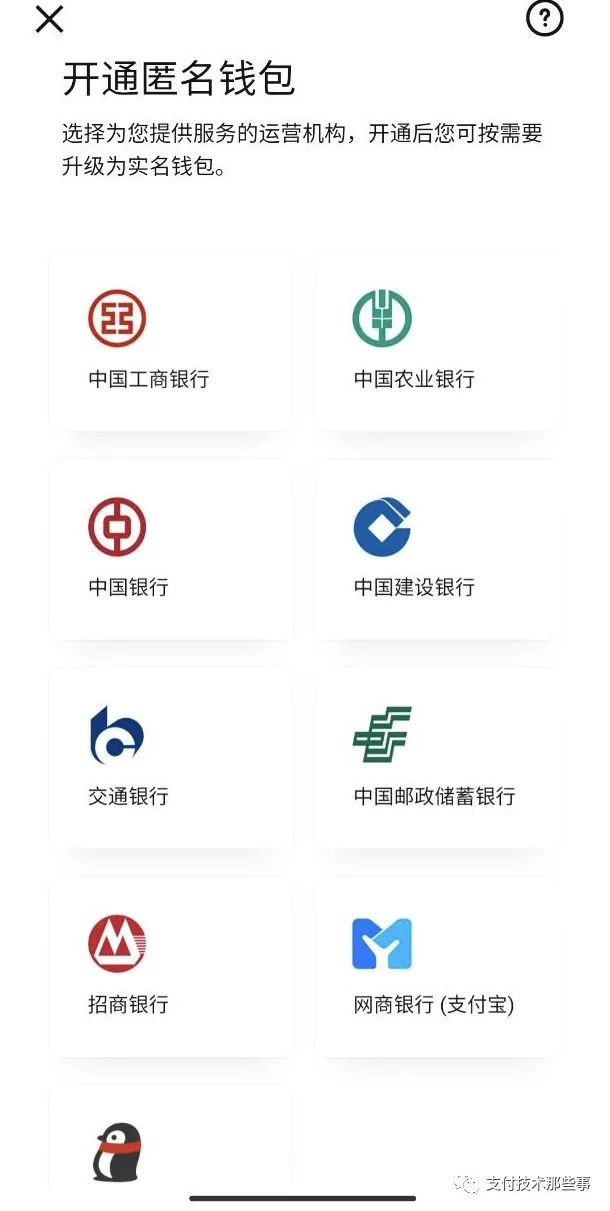 开通匿名钱包
选择为您提供服务的运营机构，开通后您可按需要
升级为实名钱包。
中国工商银行
中国农业银行
中国银行
中国建设银行
交通银行
中国邮政储蓄银行
招商银行
网商银行 (支付宝)
支付技术那些事